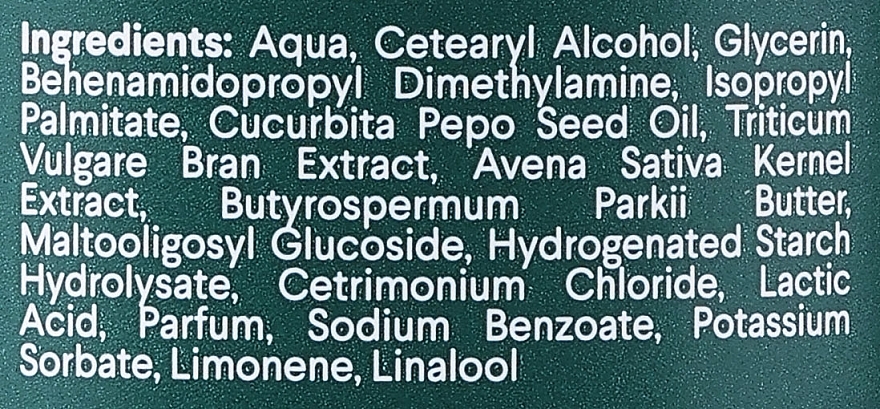 Ingredients: Aqua, Cetearyl Alcohol, Glycerin,
Behenamidopropyl Dimethylamine, Isopropyl
Palmitate, Cucurbita Pepo Seed Oil, Triticum
Vulgare Bran Extract, Avena Sativa Kernel
Extract, Butyrospermum Parkii Butter,
Maltooligosyl Glucoside, Hydrogenated Starch
Hydrolysate, Cetrimonium Chloride, Lactic
Acid, Parfum, Sodium Benzoate, Potassium
Sorbate, Limonene, Linalool